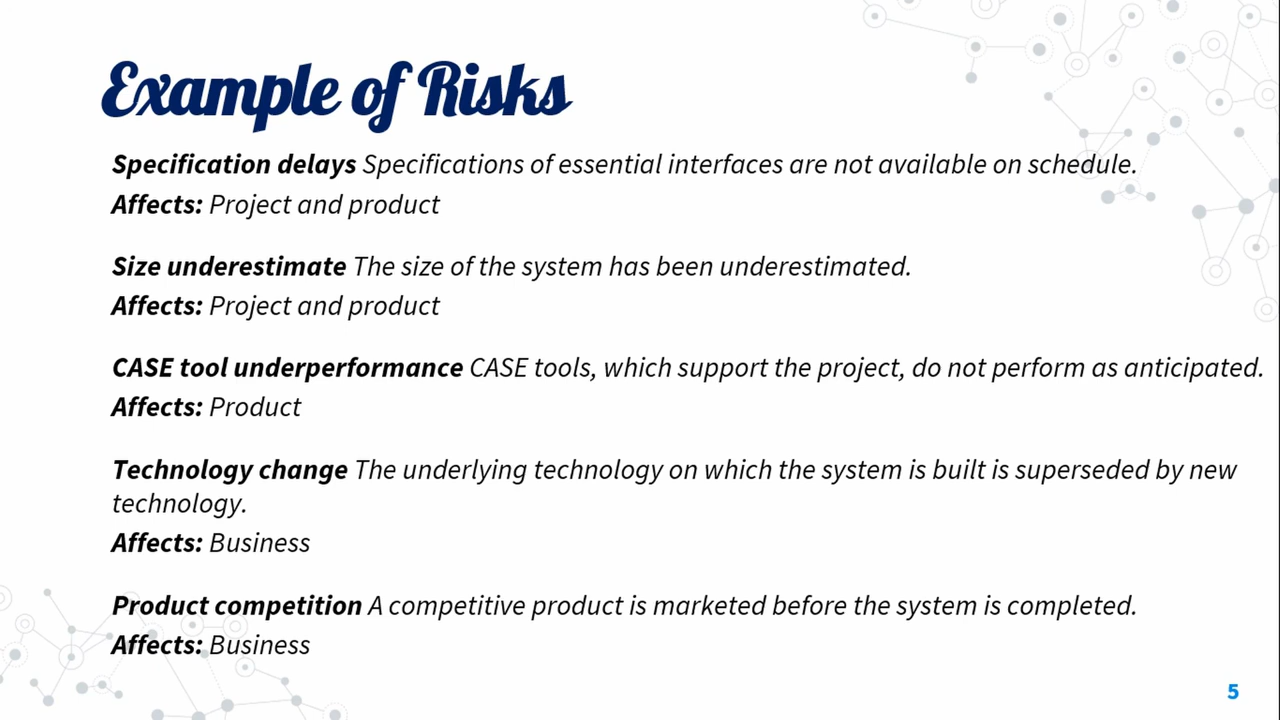 Example of Risks
Specification delays Specifications of essential interfaces are not available on schedule.
Affects: Project and product
Size underestimate The size of the system has been underestimated.
Affects: Project and product
CASE tool underperformance CASE tools, which support the project, do not perform as anticipated.
Affects: Product
Technology change The underlying technology on which the system is built is superseded by new
technology.
Affects: Business
Product competition A competitive product is marketed before the system is completed.
Affects: Business
5